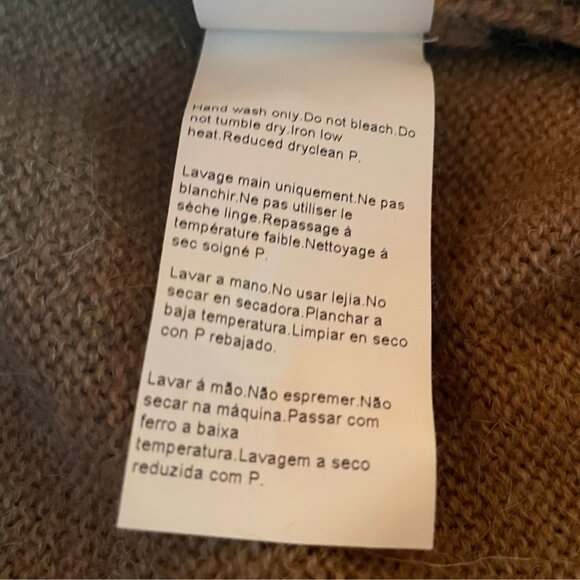 Hand wash only.Do not bleach.Do
not tumble dry.Iron low
heat.Reduced dryclean P.
Lavage main uniquement.Ne pas
blanchir.Ne pas utiliser le
sèche linge.Repassage à
température faible.Nettoyage à
sec soigné P.
Lavar a mano.No usar lejia.No
secar en secadora.Planchar a
baja temperatura.Limpiar en seco
con P rebajado.
Lavar á mão.Não espremer.Não
secar na máquina.Passar com
ferro a baixa
temperatura.Lavagem a seco
reduzida com P.